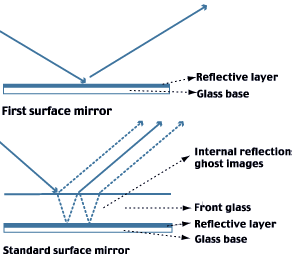 Reflective layer
Glass base
First surface mirror
Internal reflections
ghost images
Front glass
Reflective layer
Glass base
Standard surface mirror